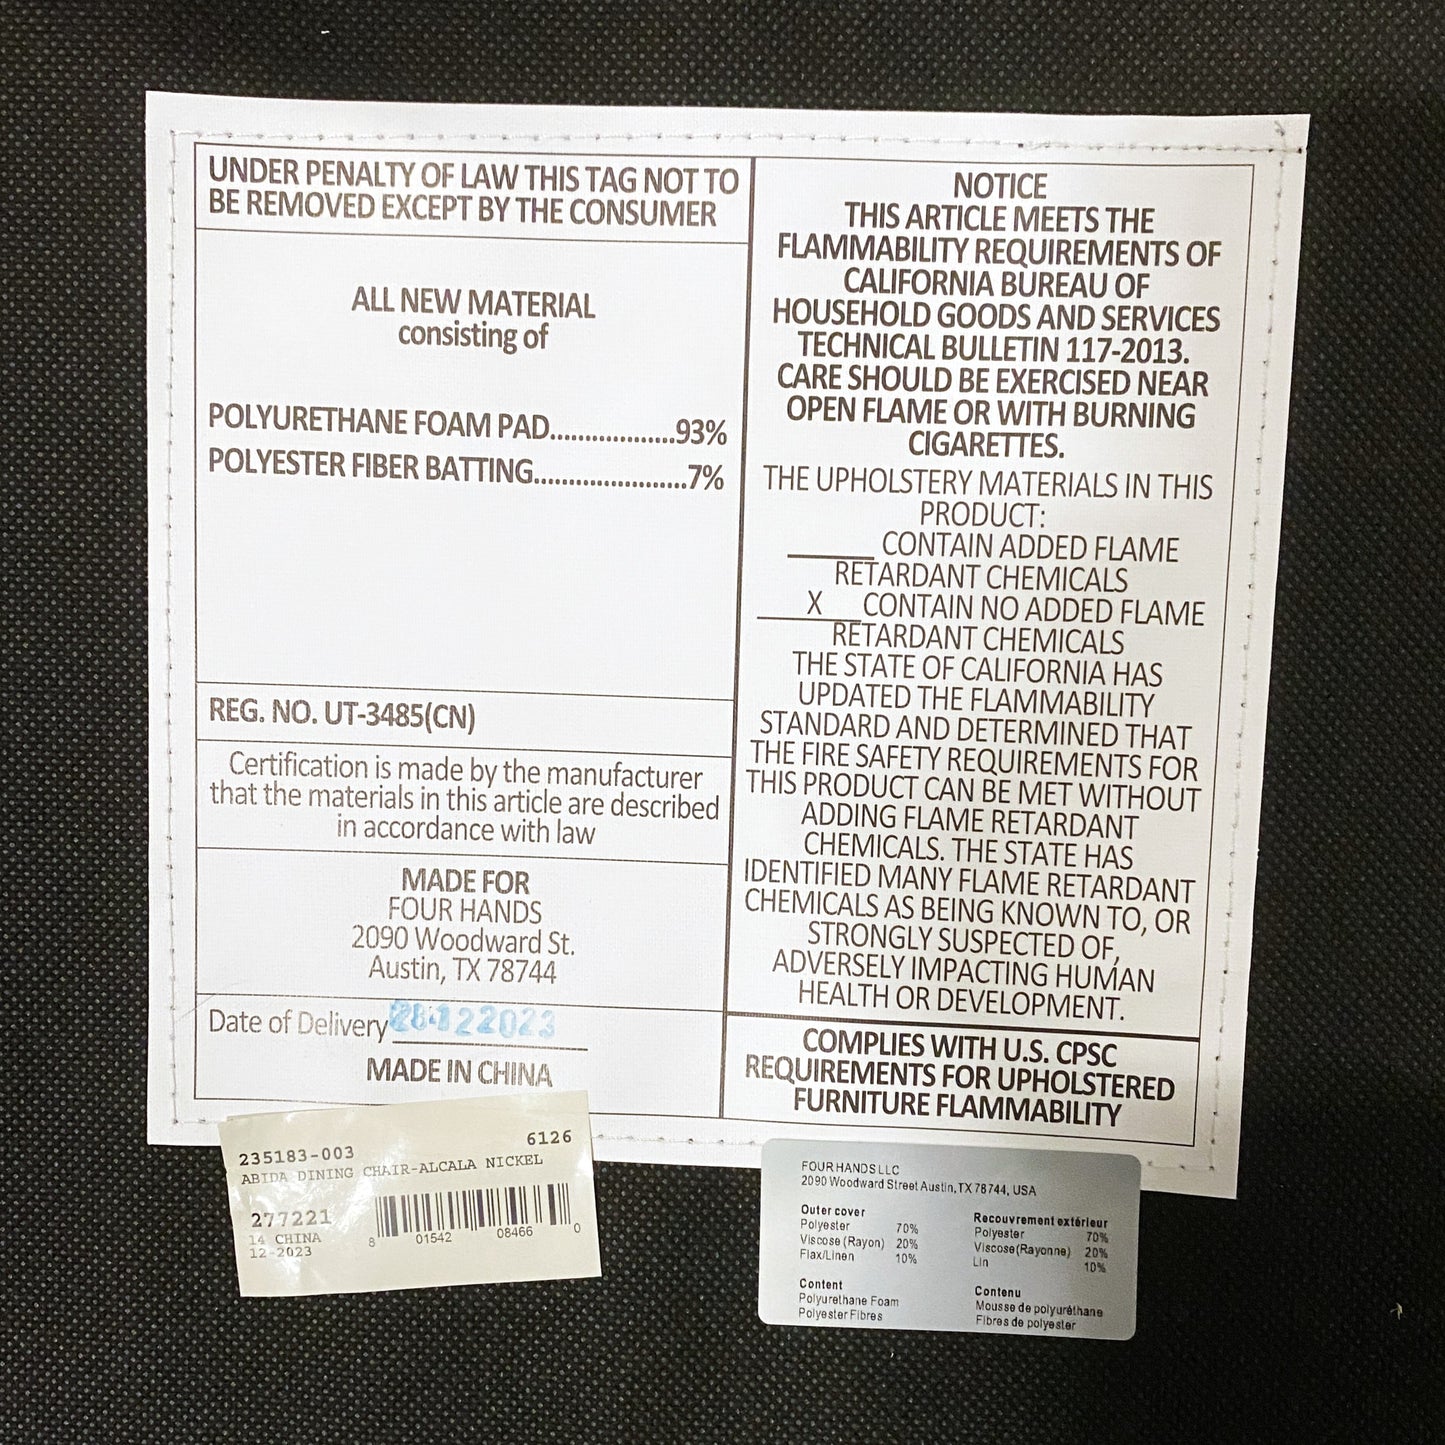 UNDER PENALTY OF LAW THIS TAG NOT TO
BE REMOVED EXCEPT BY THE CONSUMER
ALL NEW MATERIAL
consisting of
POLYURETHANE FOAM PAD..................93%
POLYESTER FIBER BATTING......................7%
REG. NO. UT-3485(CN)
Certification is made by the manufacturer
that the materials in this article are described
in accordance with law
MADE FOR
FOUR HANDS
2090 Woodward St.
Austin, TX 78744
Date of Delivery 28122023
MADE IN CHINA
NOTICE
THIS ARTICLE MEETS THE
FLAMMABILITY REQUIREMENTS OF
CALIFORNIA BUREAU OF
HOUSEHOLD GOODS AND SERVICES
TECHNICAL BULLETIN 117-2013.
CARE SHOULD BE EXERCISED NEAR
OPEN FLAME OR WITH BURNING
CIGARETTES.
THE UPHOLSTERY MATERIALS IN THIS
PRODUCT:
______ CONTAIN ADDED FLAME
RETARDANT CHEMICALS
___X___ CONTAIN NO ADDED FLAME
RETARDANT CHEMICALS
THE STATE OF CALIFORNIA HAS
UPDATED THE FLAMMABILITY
STANDARD AND DETERMINED THAT
THE FIRE SAFETY REQUIREMENTS FOR
THIS PRODUCT CAN BE MET WITHOUT
ADDING FLAME RETARDANT
CHEMICALS. THE STATE HAS
IDENTIFIED MANY FLAME RETARDANT
CHEMICALS AS BEING KNOWN TO, OR
STRONGLY SUSPECTED OF,
ADVERSELY IMPACTING HUMAN
HEALTH OR DEVELOPMENT.
COMPLIES WITH U.S. CPSC
REQUIREMENTS FOR UPHOLSTERED
FURNITURE FLAMMABILITY
235183-003 6126
ABIDA DINING CHAIR-ALCALA NICKEL
277221
14 CHINA
12-2023
8 01542 08466 0
FOUR HANDS LLC
2090 Woodward Street Austin, TX 78744, USA
Outer cover
Polyester 70%
Viscose (Rayon) 20%
Flax/Linen 10%
Content
Polyurethane Foam
Polyester Fibres
Recouvrement extérieur
Polyester 70%
Viscose(Rayonne) 20%
Lin 10%
Contenu
Mousse de polyuréthane
Fibres de polyester